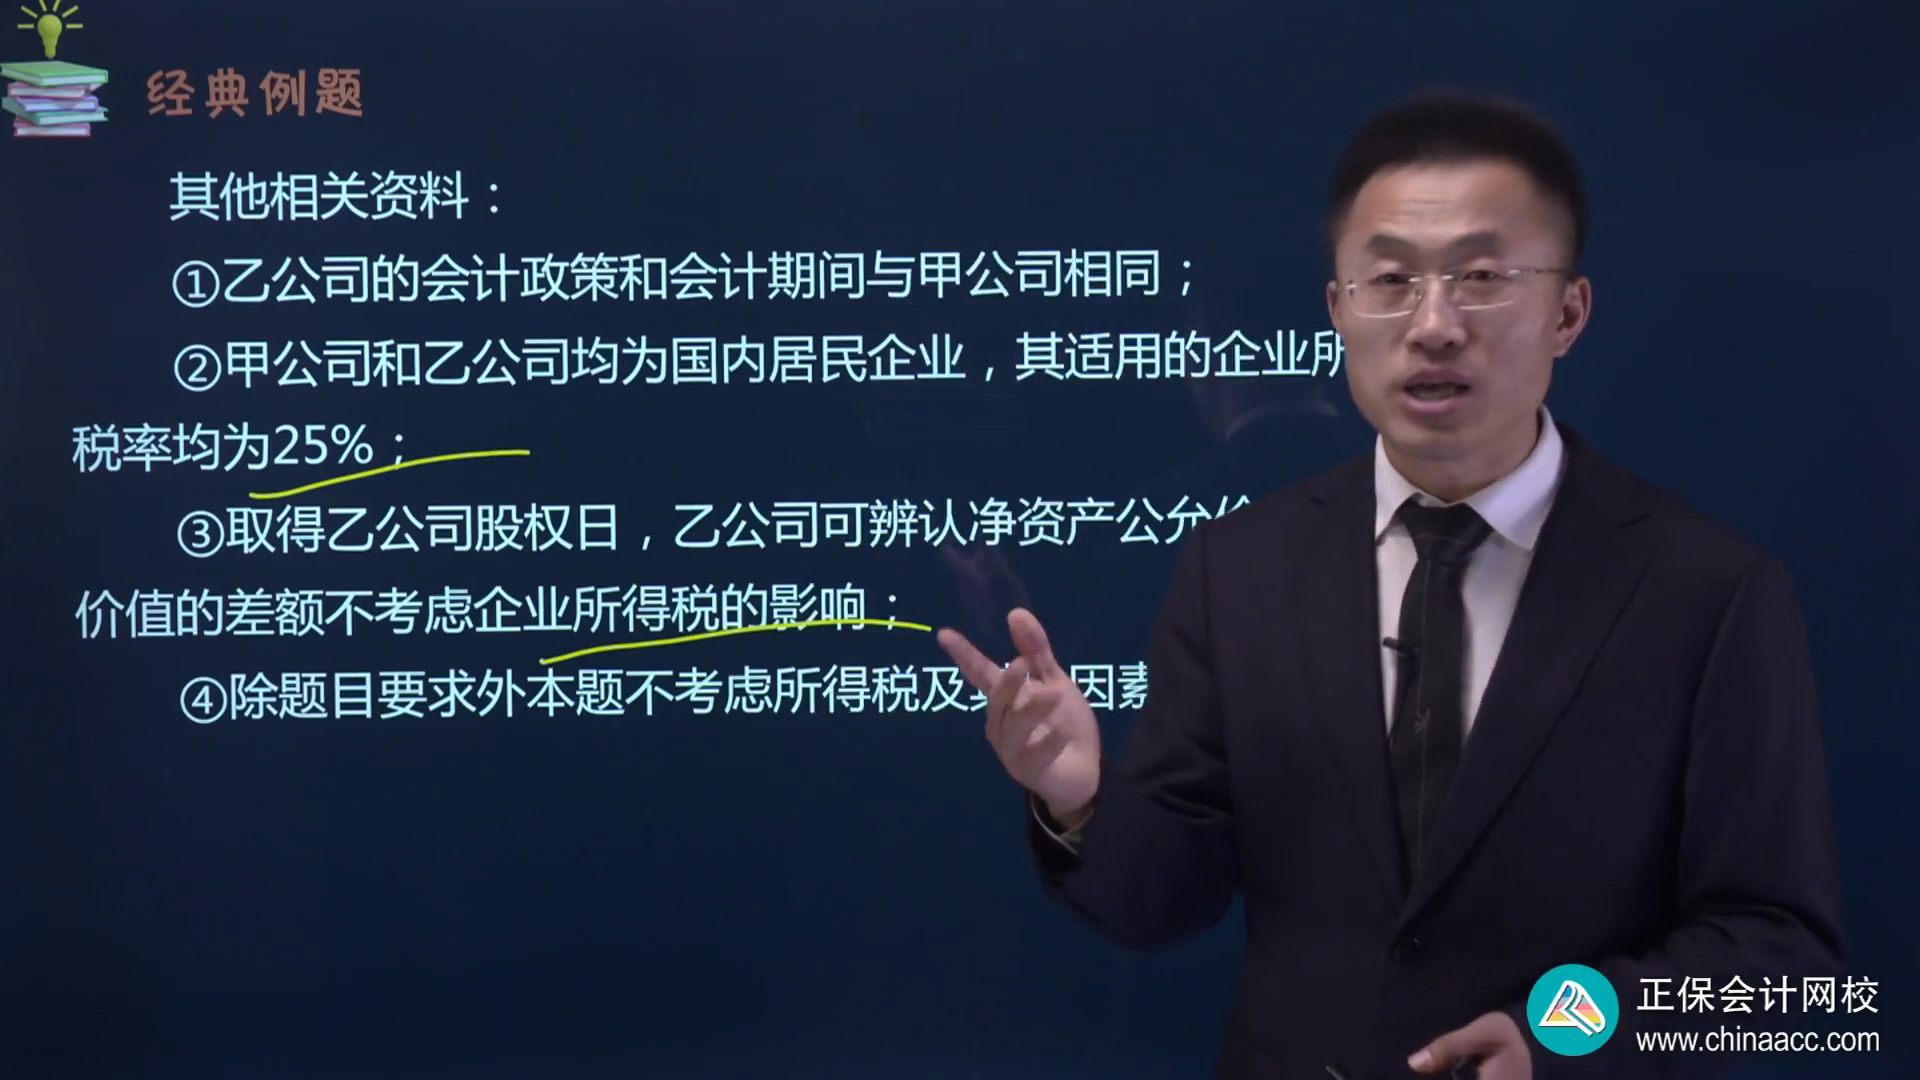 经典例题
其他相关资料：
①乙公司的会计政策和会计期间与甲公司相同；
②甲公司和乙公司均为国内居民企业，其适用的企业所
税率均为25%；
③取得乙公司股权日，乙公司可辨认净资产公允价
价值的差额不考虑企业所得税的影响；
④除题目要求外本题不考虑所得税及其他因素
正保会计网校
www.chinaacc.com